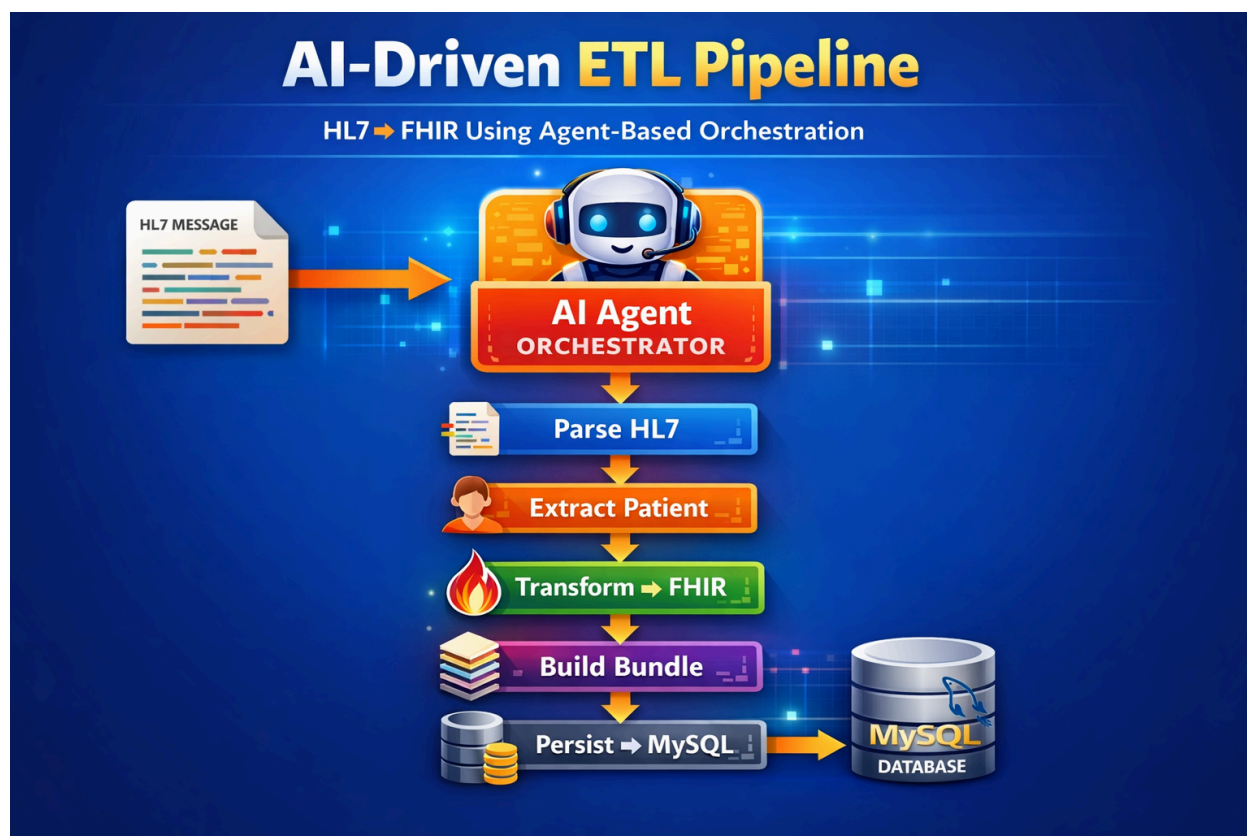 AI-Driven ETL Pipeline
HL7 → FHIR Using Agent-Based Orchestration
HL7 MESSAGE
AI Agent
ORCHESTRATOR
Parse HL7
Extract Patient
Transform → FHIR
Build Bundle
Persist → MySQL
MySQL
DATABASE